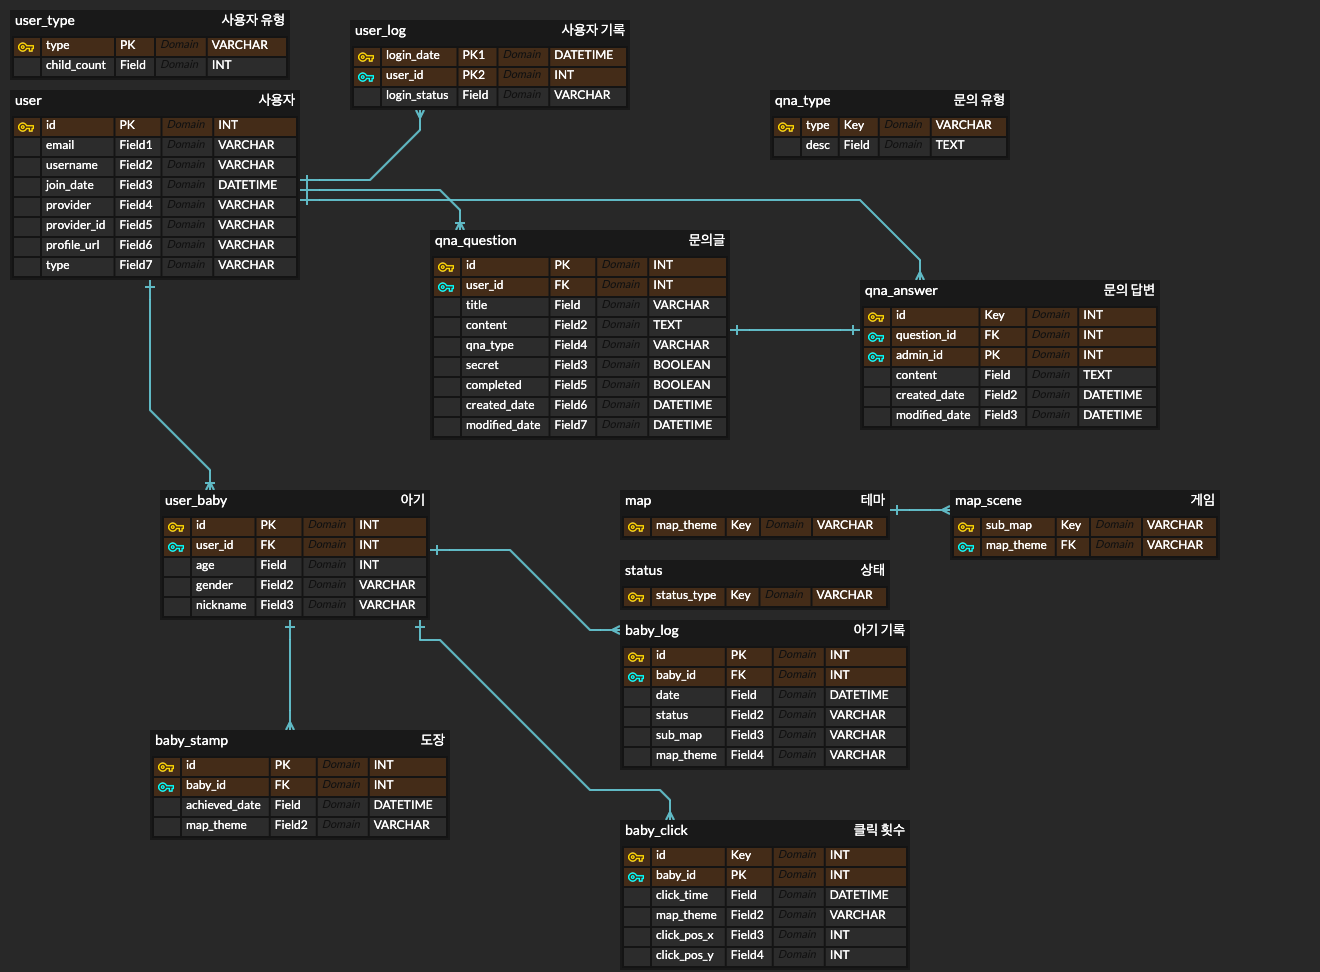 user_type 사용자 유형
type PK Domain VARCHAR
child_count Field Domain INT
user 사용자
id PK Domain INT
email Field1 Domain VARCHAR
username Field2 Domain VARCHAR
join_date Field3 Domain DATETIME
provider Field4 Domain VARCHAR
provider_id Field5 Domain VARCHAR
profile_url Field6 Domain VARCHAR
type Field7 Domain VARCHAR
user_log 사용자 기록
login_date PK1 Domain DATETIME
user_id PK2 Domain INT
login_status Field Domain VARCHAR
qna_type 문의 유형
type Key Domain VARCHAR
desc Field Domain TEXT
qna_question 문의글
id PK Domain INT
user_id FK Domain INT
title Field Domain VARCHAR
content Field2 Domain TEXT
qna_type Field4 Domain VARCHAR
secret Field3 Domain BOOLEAN
completed Field5 Domain BOOLEAN
created_date Field6 Domain DATETIME
modified_date Field7 Domain DATETIME
qna_answer 문의 답변
id Key Domain INT
question_id FK Domain INT
admin_id PK Domain INT
content Field Domain TEXT
created_date Field2 Domain DATETIME
modified_date Field3 Domain DATETIME
user_baby 아기
id PK Domain INT
user_id FK Domain INT
age Field Domain INT
gender Field2 Domain VARCHAR
nickname Field3 Domain VARCHAR
map 테마
map_theme Key Domain VARCHAR
map_scene 게임
sub_map Key Domain VARCHAR
map_theme FK Domain VARCHAR
status 상태
status_type Key Domain VARCHAR
baby_log 아기 기록
id PK Domain INT
baby_id FK Domain INT
date Field Domain DATETIME
status Field2 Domain VARCHAR
sub_map Field3 Domain VARCHAR
map_theme Field4 Domain VARCHAR
baby_stamp 도장
id PK Domain INT
baby_id FK Domain INT
achieved_date Field Domain DATETIME
map_theme Field2 Domain VARCHAR
baby_click 클릭 횟수
id Key Domain INT
baby_id PK Domain INT
click_time Field Domain DATETIME
map_theme Field2 Domain VARCHAR
click_pos_x Field3 Domain INT
click_pos_y Field4 Domain INT